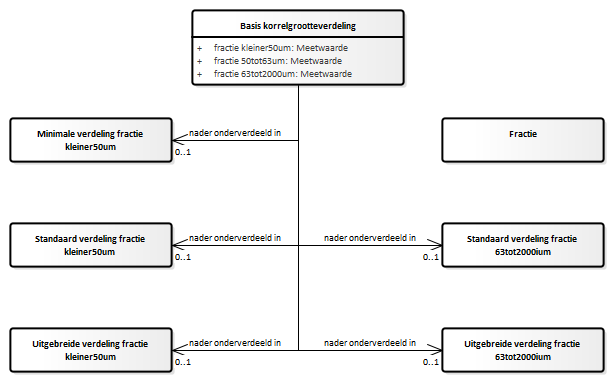 Basis korrelgrootteverdeling
+ fractie kleiner50um: Meetwaarde
+ fractie 50tot63um: Meetwaarde
+ fractie 63tot2000um: Meetwaarde
Minimale verdeling fractie
kleiner50um
nader onderverdeeld in
0..1
Fractie
Standaard verdeling fractie
kleiner50um
nader onderverdeeld in
0..1
nader onderverdeeld in
0..1
Standaard verdeling fractie
63tot2000ium
Uitgebreide verdeling fractie
kleiner50um
nader onderverdeeld in
0..1
nader onderverdeeld in
0..1
Uitgebreide verdeling fractie
63tot2000ium